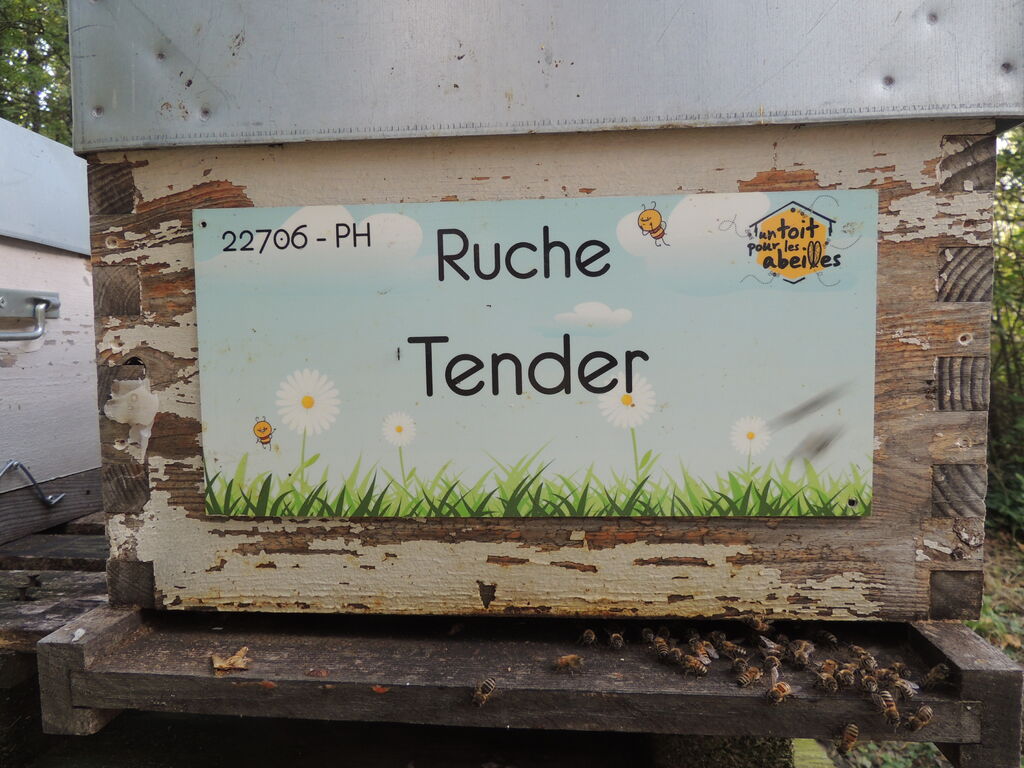 22706 - PH
Ruche
Tender
un toit
pour les
abeilles